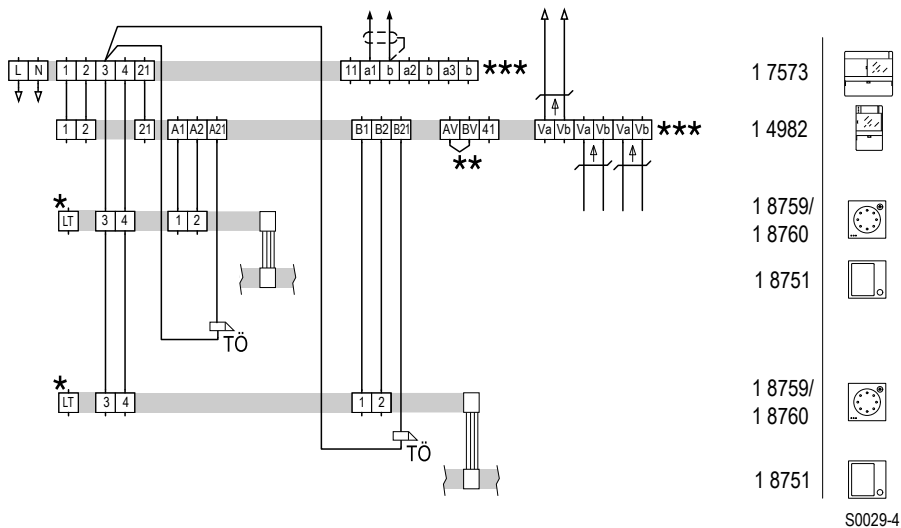 L N 1 2 3 4 21 11 a1 b a2 b a3 b *** 1 7573
1 2 21 A1 A2 A21 B1 B2 B21 AV BV 41 Va Vb Va Vb Va Vb *** 1 4982
**
* 1 8759/
LT 3 4 1 2 1 8760
1 8751
TÖ
* 1 8759/
LT 3 4 1 2 1 8760
TÖ
1 8751
S0029-4